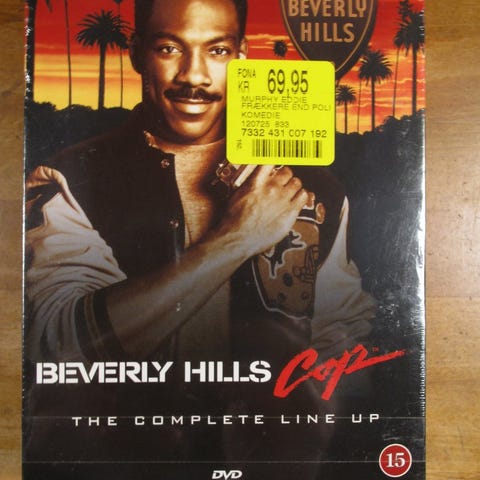 BEVERLY
HILLS
FONA
KR 69,95
MURPHY EDDIE
FRÆKKERE END POLI
KOMEDIE
120725 833
7332 431 007 192
BEVERLY HILLS Cop™
THE COMPLETE LINE UP
DVD
15